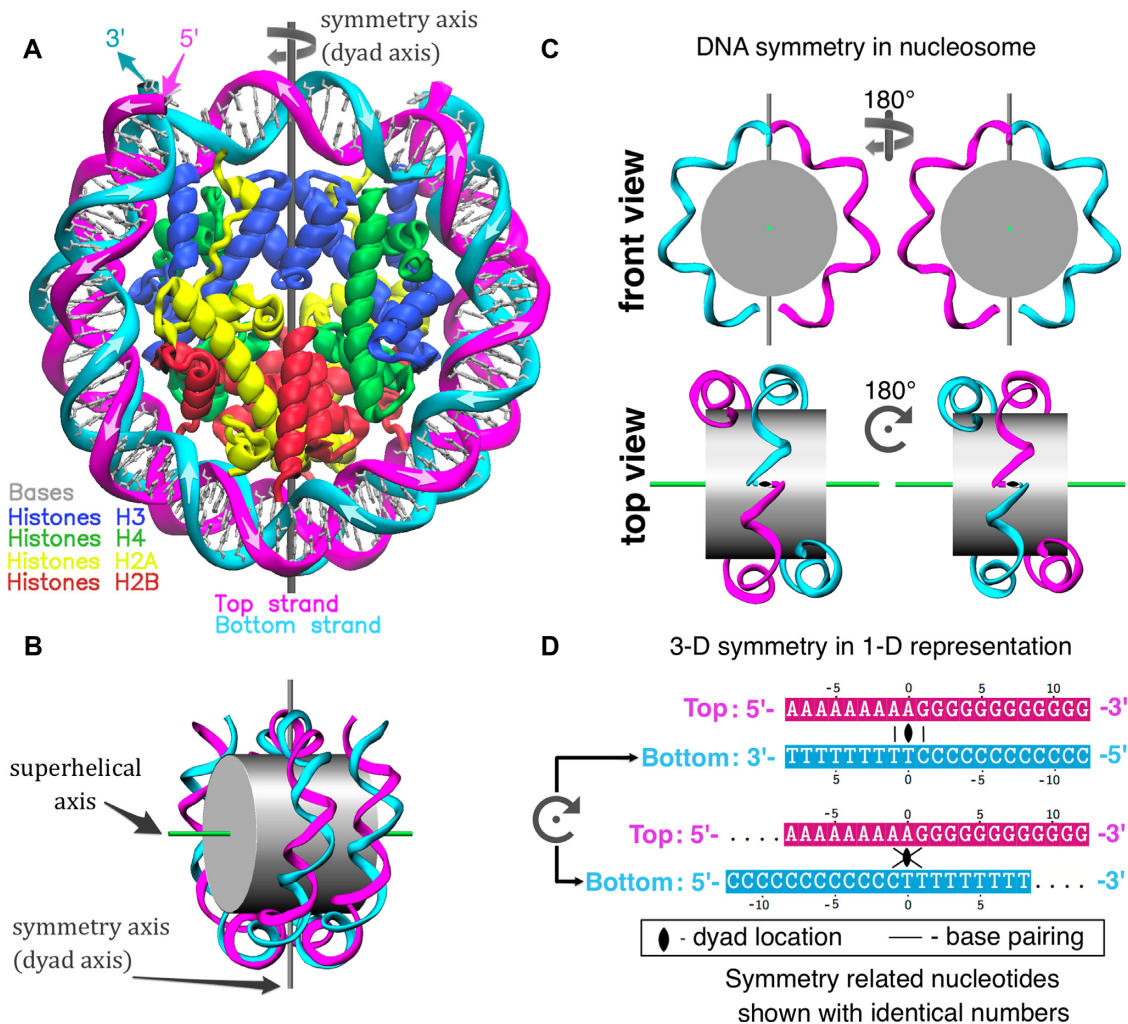 A
3'
5'
symmetry axis
(dyad axis)
Bases
Histones H3
Histones H4
Histones H2A
Histones H2B
Top strand
Bottom strand
B
superhelical
axis
symmetry axis
(dyad axis)
C
DNA symmetry in nucleosome
front view
180°
top view
180°
D
3-D symmetry in 1-D representation
-5 0 5 10
Top: 5'- AAAAAAAAAGGGGGGGGGGGG -3'
Bottom: 3'- TTTTTTTTTCCCCCCCCCCCC -5'
5 0 -5 -10
-5 0 5 10
Top: 5'- . . . . AAAAAAAAAGGGGGGGGGGGG -3'
Bottom: 5'- CCCCCCCCCCCCTTTTTTTTT . . . . -3'
-10 -5 0 5
- dyad location - base pairing
Symmetry related nucleotides
shown with identical numbers